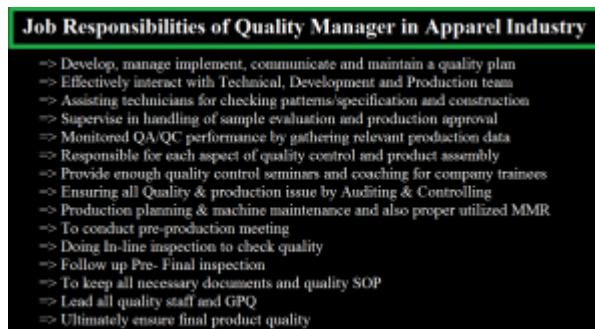 Job Responsibilities of Quality Manager in Apparel Industry
=> Develop, manage implement, communicate and maintain a quality plan
=> Effectively interact with Technical, Development and Production team
=> Assisting technicians for checking patterns/specification and construction
=> Supervise in handling of sample evaluation and production approval
=> Monitored QA/QC performance by gathering relevant production data
=> Responsible for each aspect of quality control and product assembly
=> Provide enough quality control seminars and coaching for company trainees
=> Ensuring all Quality & production issue by Auditing & Controlling
=> Production planning & machine maintenance and also proper utilized MMR
=> To conduct pre-production meeting
=> Doing In-line inspection to check quality
=> Follow up Pre- Final inspection
=> To keep all necessary documents and quality SOP
=> Lead all quality staff and GPQ
=> Ultimately ensure final product quality